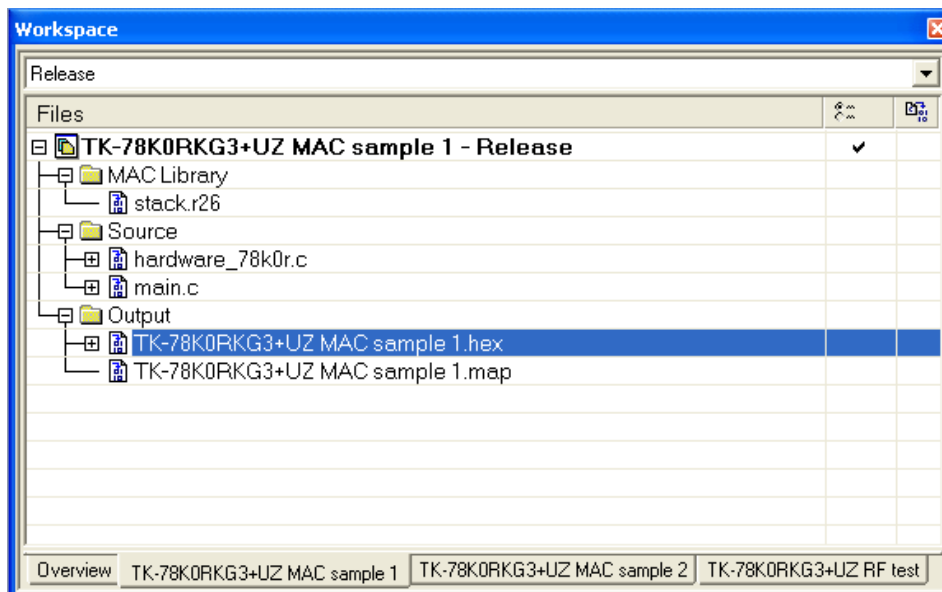 Workspace
Release
Files
TK-78K0RKG3+UZ MAC sample 1 - Release
MAC Library
stack.r26
Source
hardware_78k0r.c
main.c
Output
TK-78K0RKG3+UZ MAC sample 1.hex
TK-78K0RKG3+UZ MAC sample 1.map
Overview TK-78K0RKG3+UZ MAC sample 1 TK-78K0RKG3+UZ MAC sample 2 TK-78K0RKG3+UZ RF test